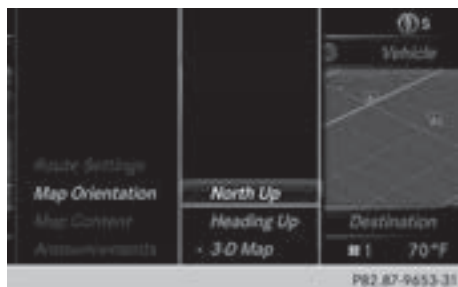 S
Vehicle
Route Settings
Map Orientation
North Up
Map Content
Heading Up
Destination
Announcements
· 3-D Map
1 70°F
P82.87-9653-31